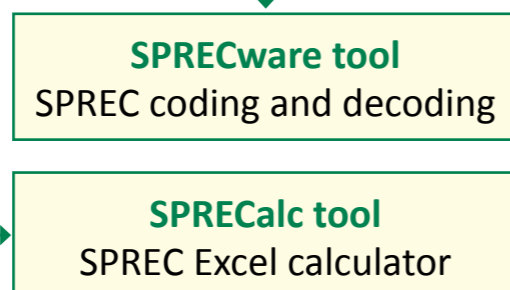 SPRECware tool
SPREC coding and decoding
SPRECalc tool
SPREC Excel calculator